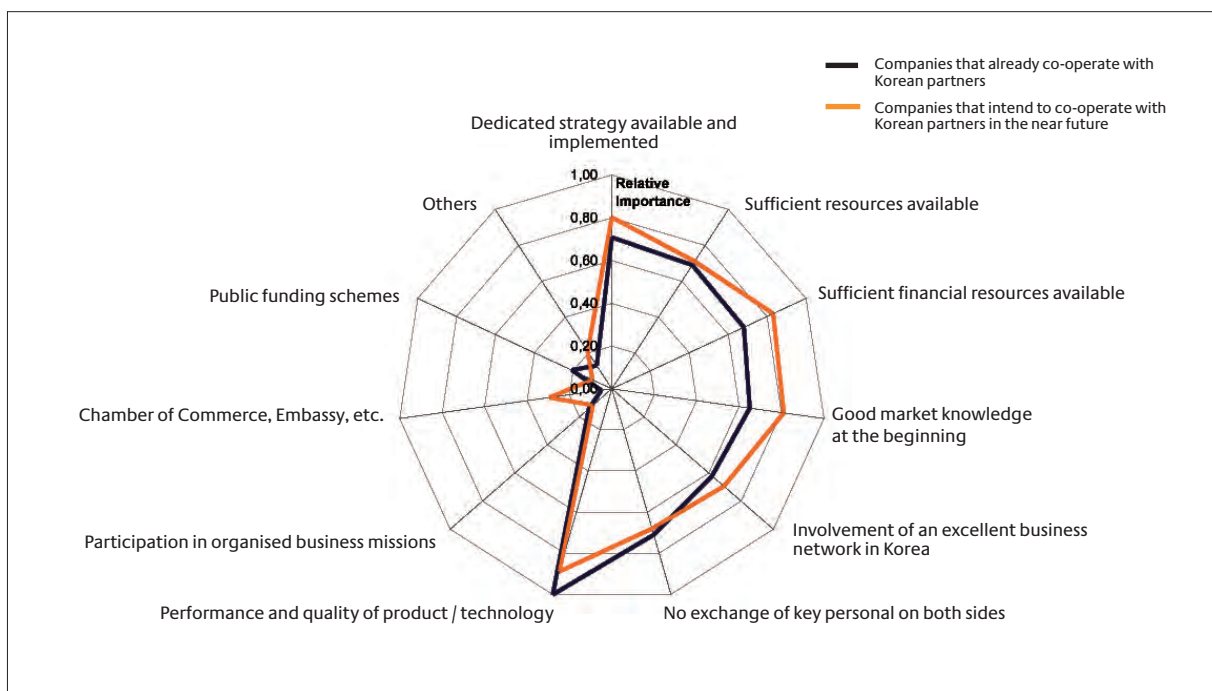 Companies that already co-operate with
Korean partners
Companies that intend to co-operate with
Korean partners in the near future
Dedicated strategy available and
implemented
1,00
Relative
Importance
Others
Sufficient resources available
0,80
0,60
Public funding schemes
Sufficient financial resources available
0,40
0,20
0,00
Chamber of Commerce, Embassy, etc.
Good market knowledge
at the beginning
Involvement of an excellent business
network in Korea
Participation in organised business missions
Performance and quality of product / technology
No exchange of key personal on both sides